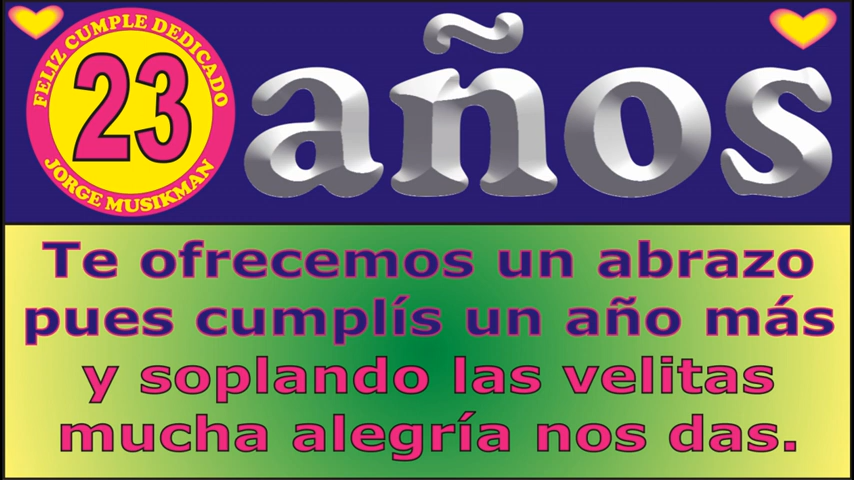 FELIZ CUMPLE DEDICADO
23
JORGE MUSIKMAN
años
Te ofrecemos un abrazo
pues cumplís un año más
y soplando las velitas
mucha alegría nos das.